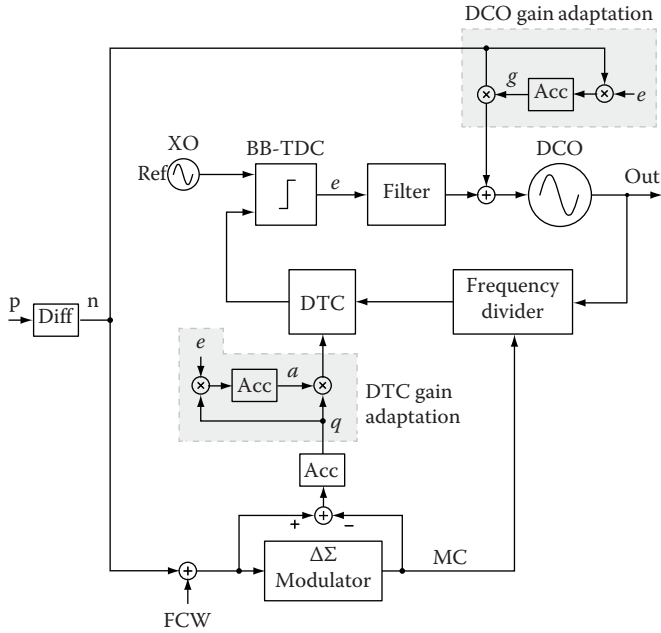 DCO gain adaptation
g
Acc
e
XO
BB-TDC
DCO
Ref
e
Filter
Out
p
Diff
n
DTC
Frequency
divider
e
Acc
a
q
DTC gain
adaptation
Acc
+
−
ΔΣ
Modulator
MC
FCW